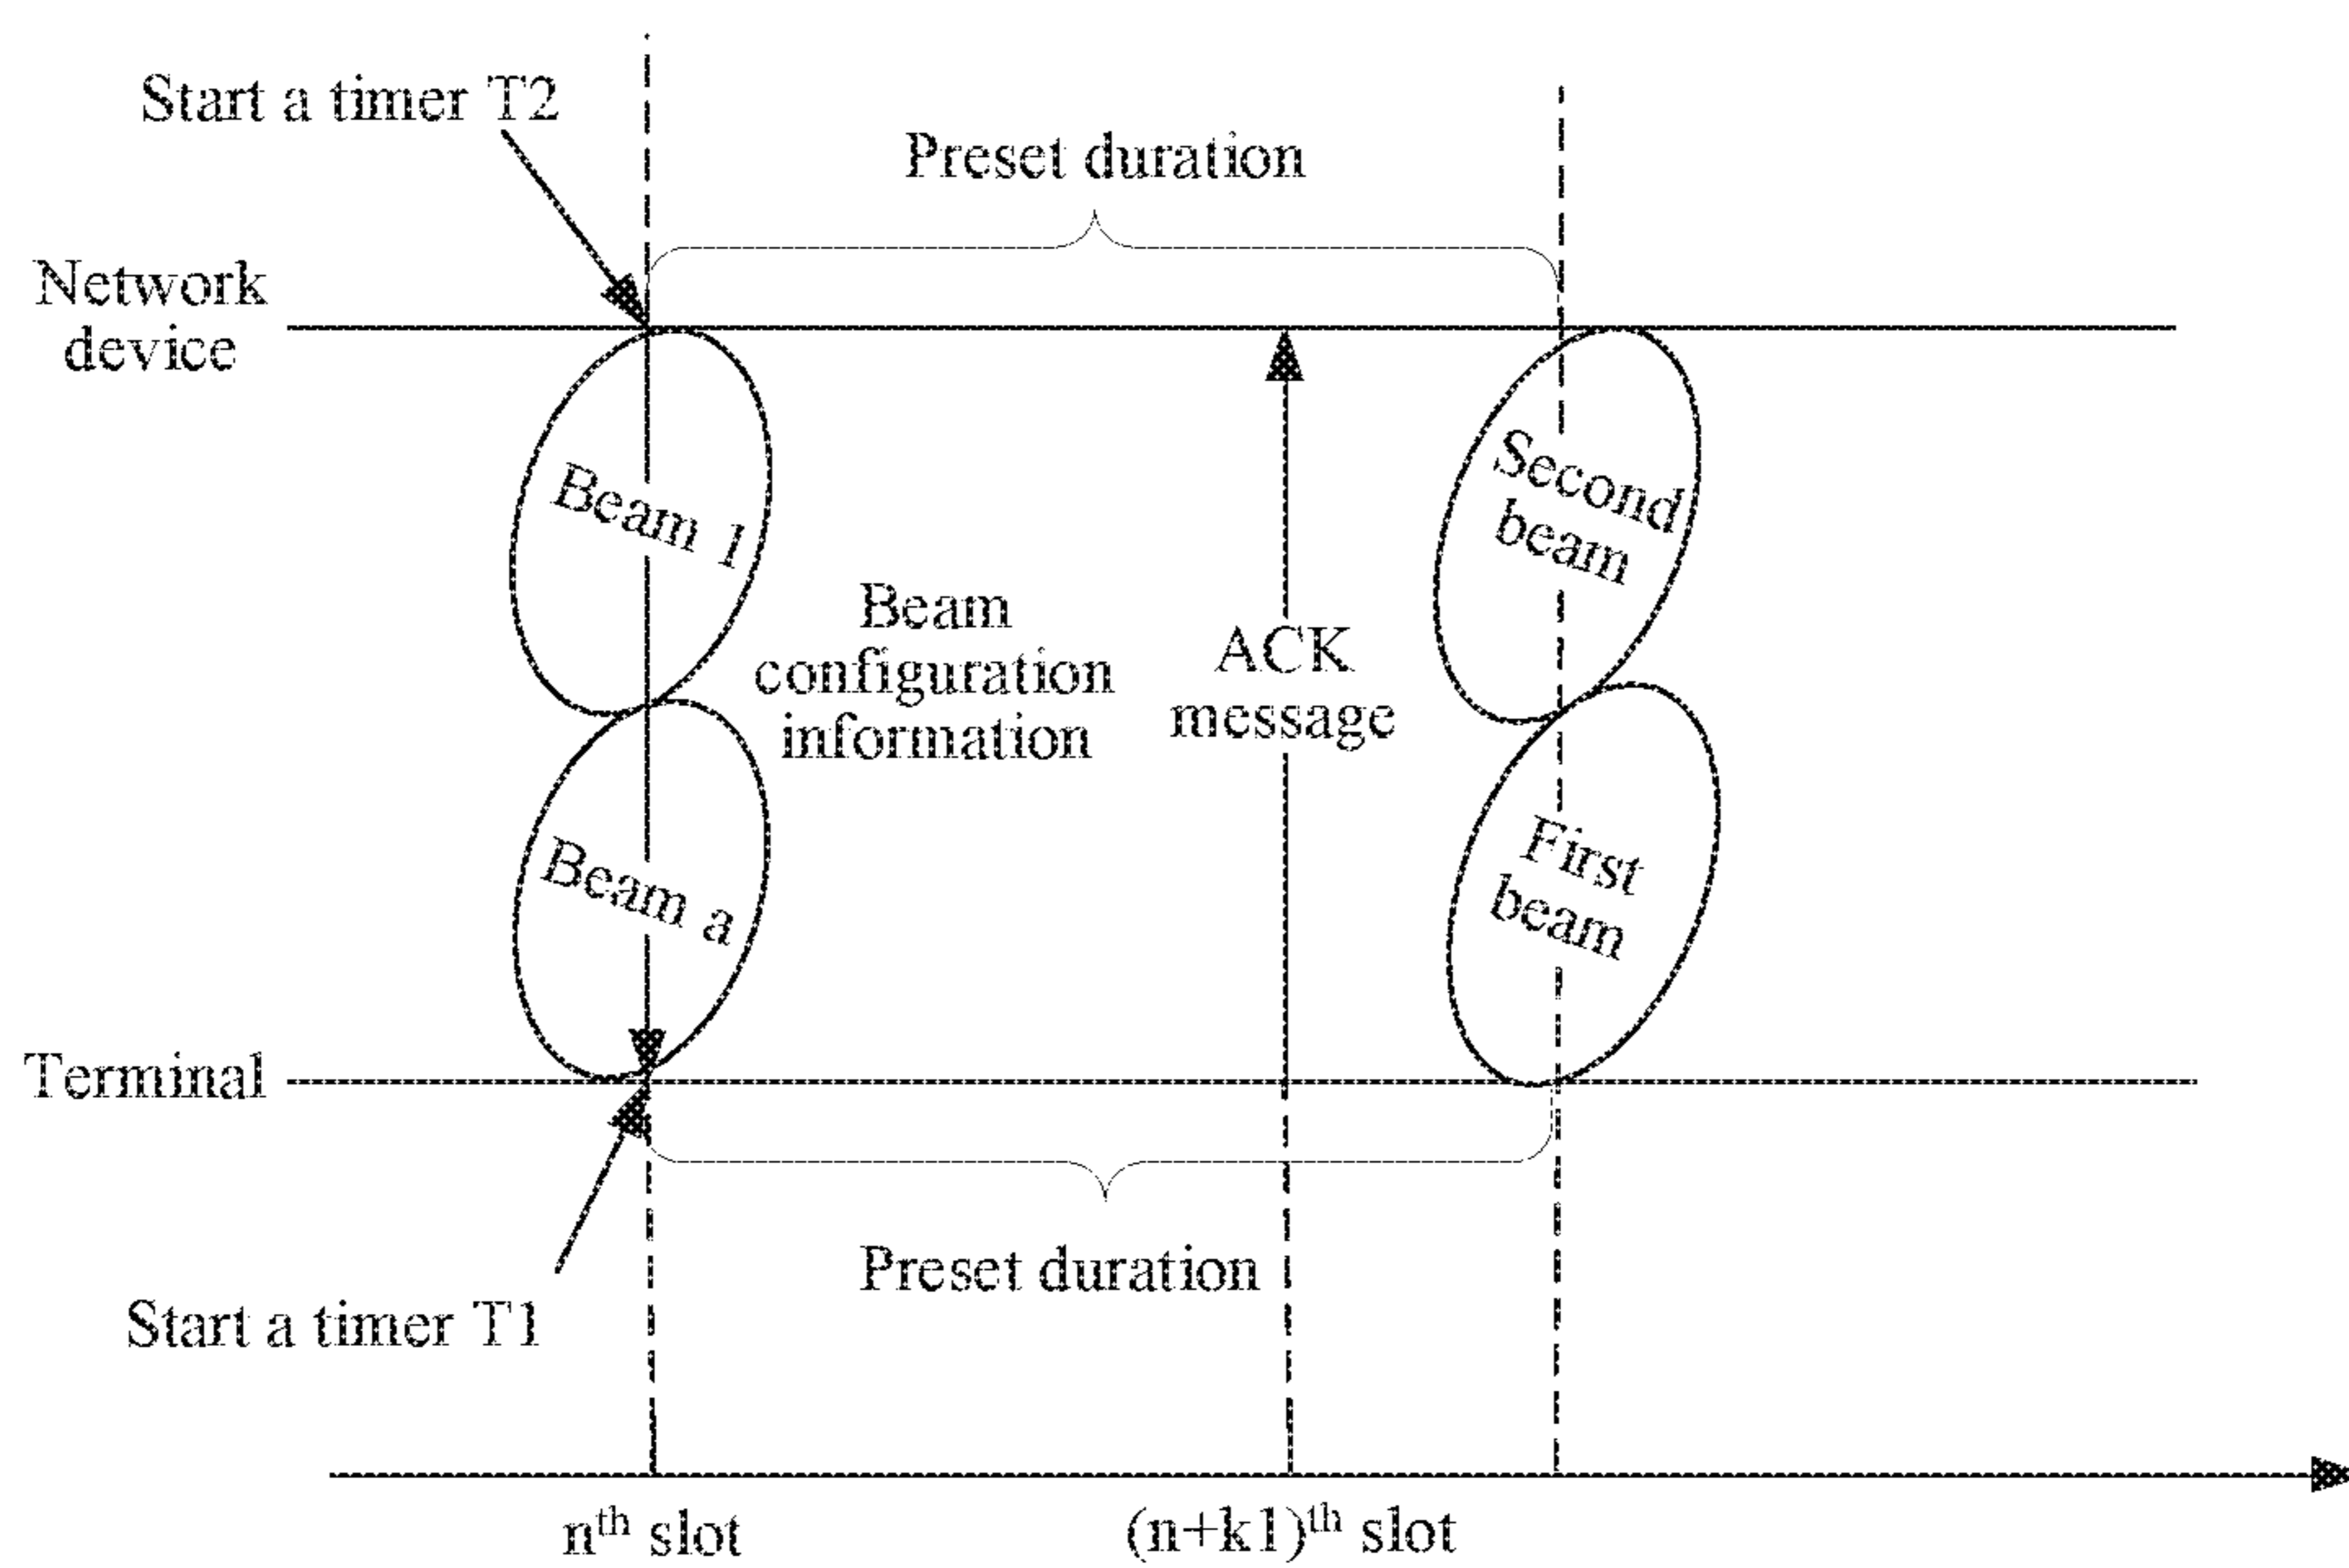 Start a timer T2
Preset duration
Network
device
Beam 1
Second
beam
Beam
configuration
information
ACK
message
Beam a
First
beam
Terminal
Preset duration
Start a timer T1
nth slot
(n+k1)th slot